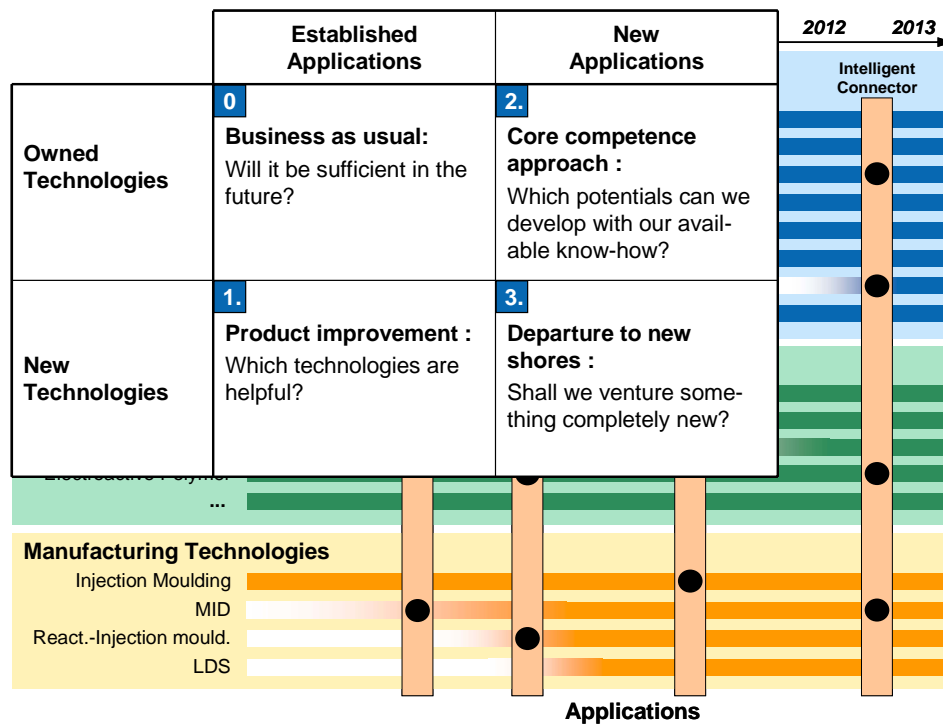 Established
Applications
New
Applications
2012
2013
Intelligent
Connector
Owned
Technologies
0
Business as usual:
Will it be sufficient in the
future?
2.
Core competence
approach :
Which potentials can we
develop with our avail-
able know-how?
New
Technologies
1.
Product improvement :
Which technologies are
helpful?
3.
Departure to new
shores :
Shall we venture some-
thing completely new?
Electroactive Polymer
...
Manufacturing Technologies
Injection Moulding
MID
React.-Injection mould.
LDS
Applications